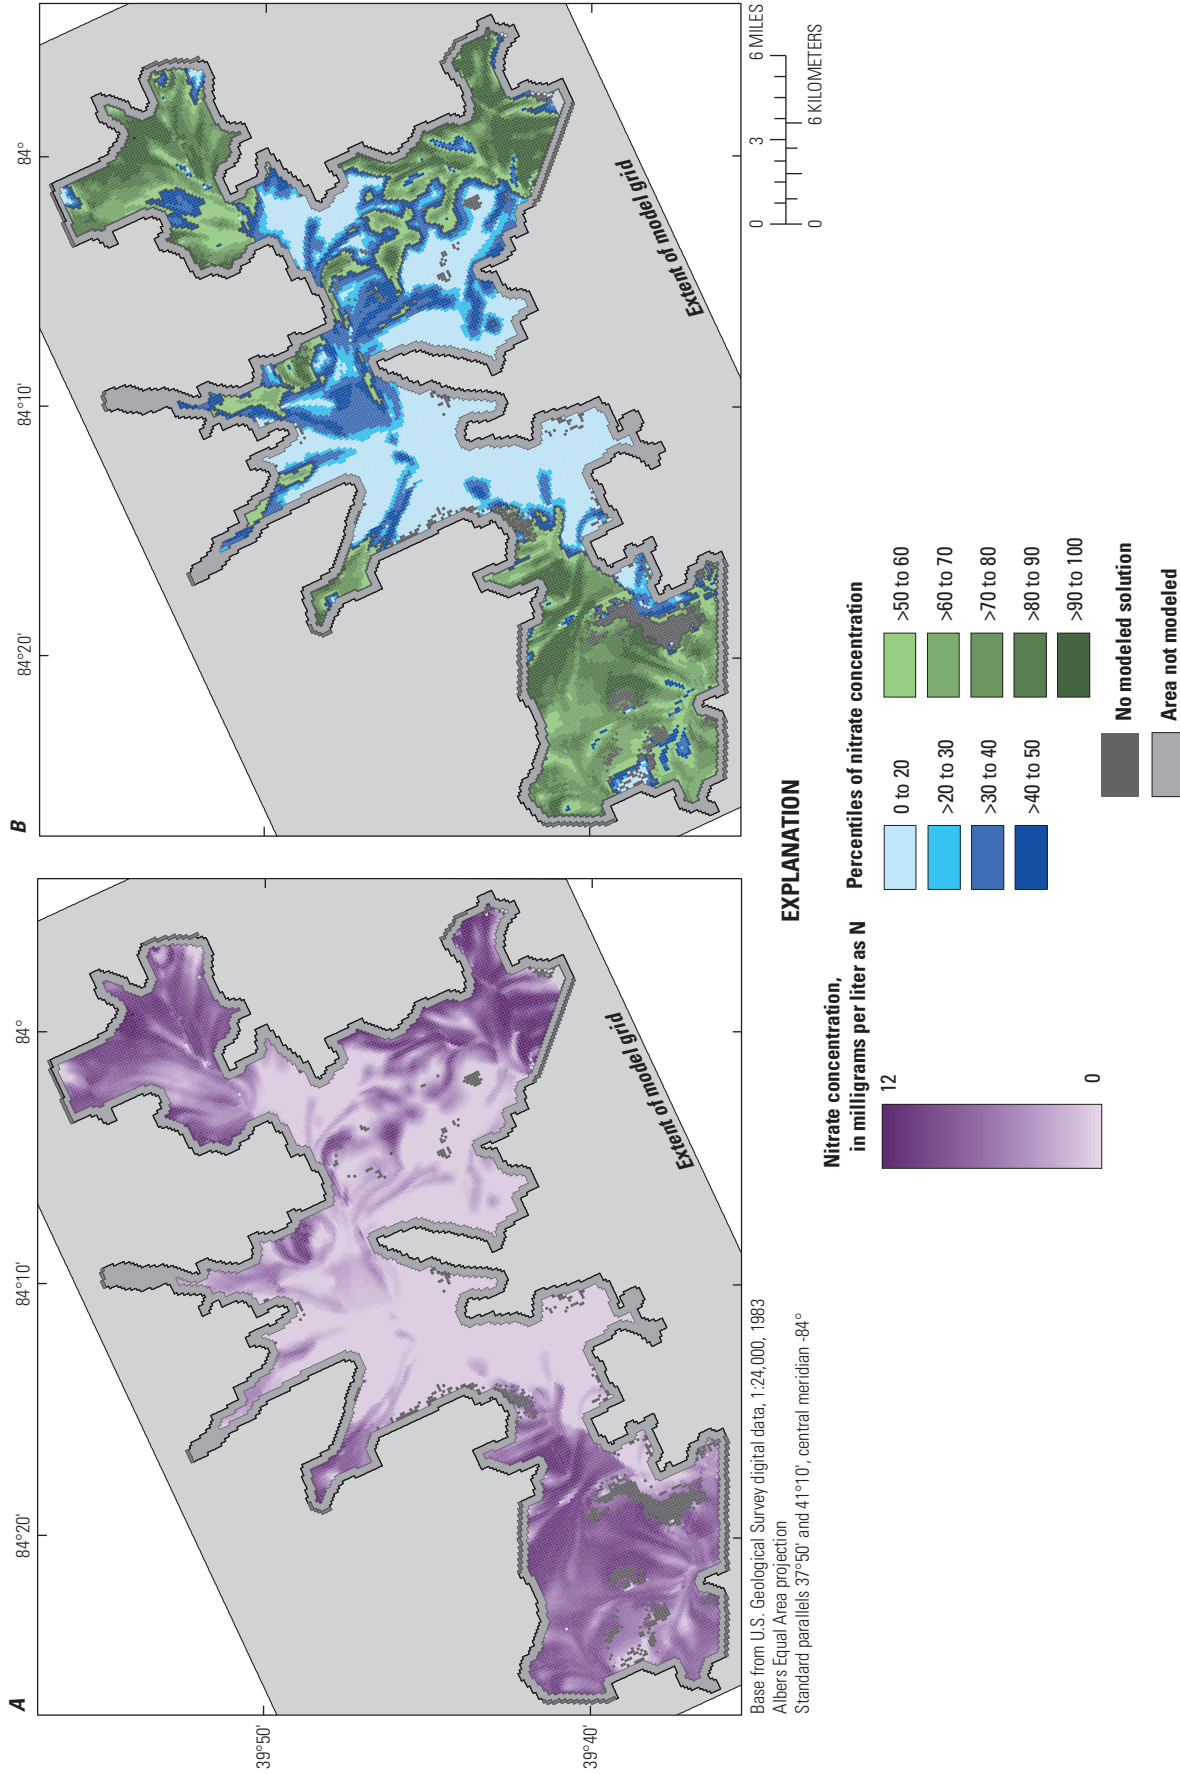 A
84°20'
84°10'
84°
39°50'
39°40'
Extent of model grid
B
84°20'
84°10'
84°
Extent of model grid
Base from U.S. Geological Survey digital data, 1:24,000, 1983
Albers Equal Area projection
Standard parallels 37°50' and 41°10', central meridian -84°
0 3 6 MILES
0 6 KILOMETERS
EXPLANATION
Nitrate concentration,
in milligrams per liter as N
12
0
Percentiles of nitrate concentration
0 to 20
>20 to 30
>30 to 40
>40 to 50
>50 to 60
>60 to 70
>70 to 80
>80 to 90
>90 to 100
No modeled solution
Area not modeled